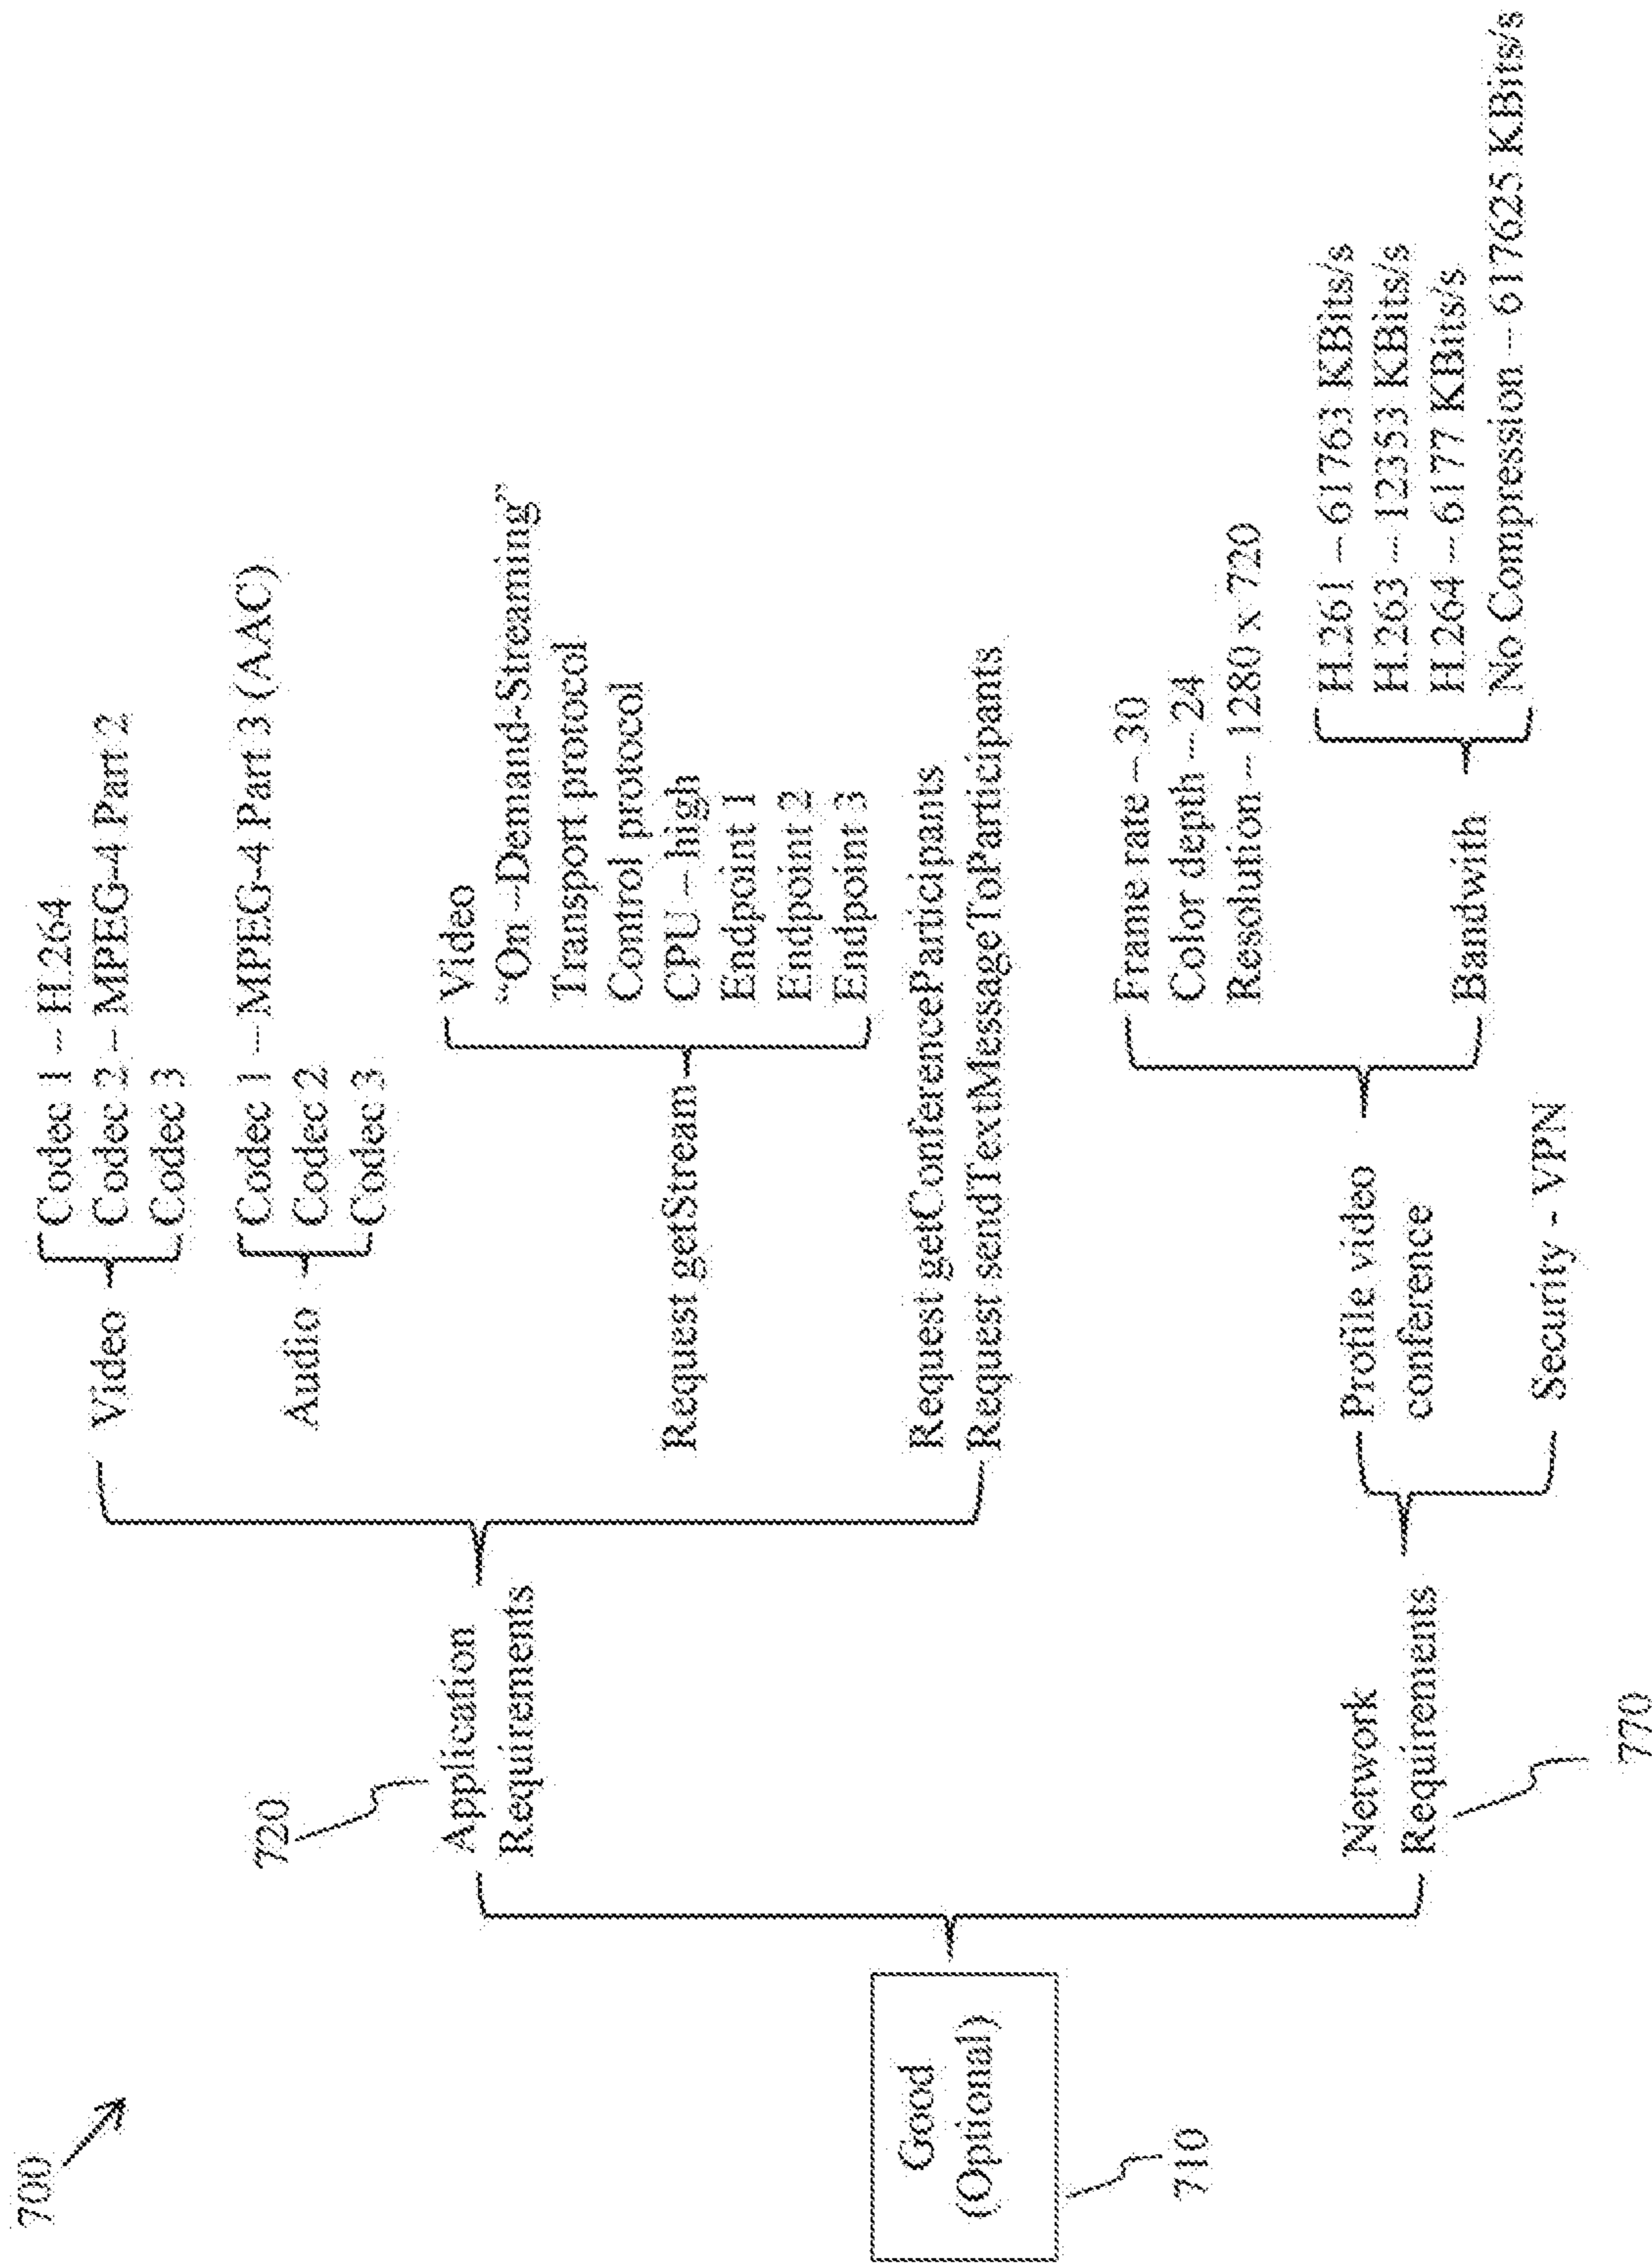 700
Good
(Optional)
710
720
Application
Requirements
Video
Codec 1 – H.264
Codec 2 – MPEG-4 Part 2
Codec 3
Audio
Codec 1 – MPEG-4 Part 3 (AAC)
Codec 2
Codec 3
Request getStream
Video
“On –Demand-Streaming”
Transport protocol
Control protocol
CPU – high
Endpoint 1
Endpoint 2
Endpoint 3
Request getConferenceParticipants
Request sendTextMessageToParticipants
Network
Requirements
770
Profile video
conference
Frame rate – 30
Color depth – 24
Resolution – 1280 x 720
Bandwith
H.261 – 61763 KBits/s
H.263 – 12353 KBits/s
H.264 – 6177 KBits/s
No Compression – 617625 KBits/s
Security - VPN